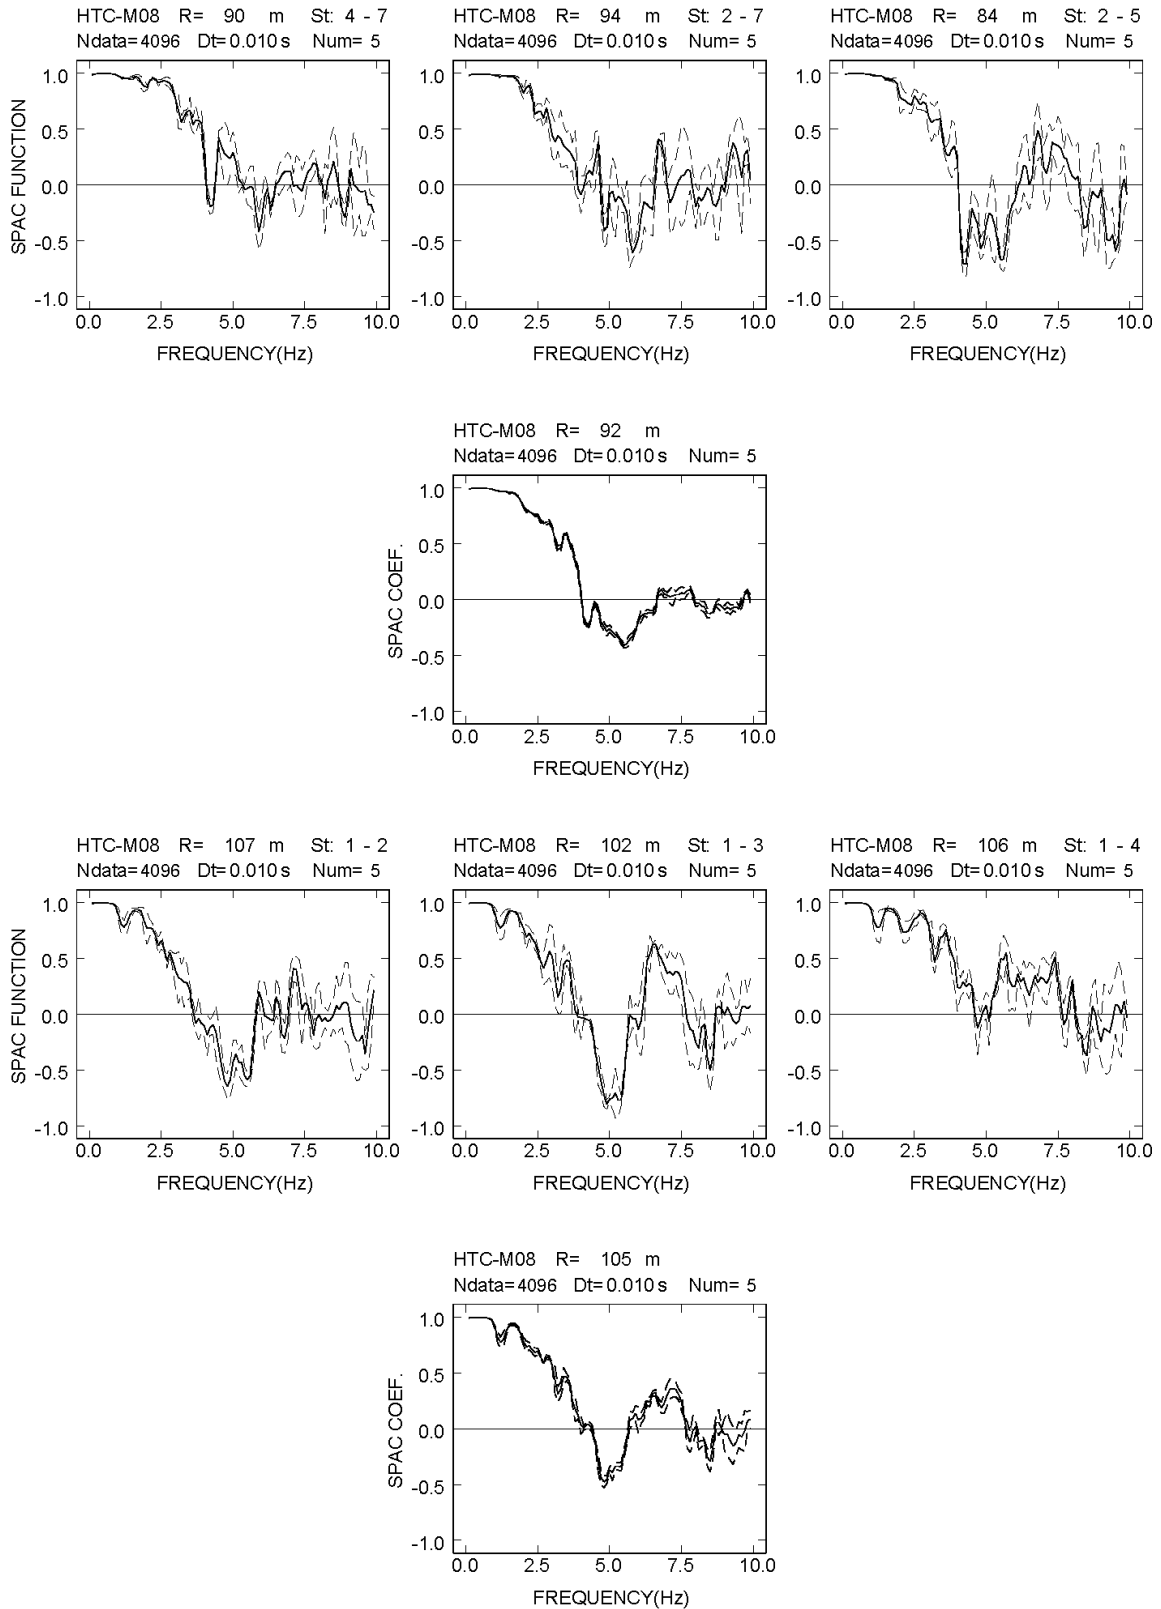 HTC-M08 R= 90 m St: 4 - 7
Ndata=4096 Dt=0.010 s Num= 5
SPAC FUNCTION
1.0
0.5
0.0
-0.5
-1.0
0.0 2.5 5.0 7.5 10.0
FREQUENCY(Hz)
HTC-M08 R= 94 m St: 2 - 7
Ndata=4096 Dt=0.010 s Num= 5
1.0
0.5
0.0
-0.5
-1.0
0.0 2.5 5.0 7.5 10.0
FREQUENCY(Hz)
HTC-M08 R= 84 m St: 2 - 5
Ndata=4096 Dt=0.010 s Num= 5
1.0
0.5
0.0
-0.5
-1.0
0.0 2.5 5.0 7.5 10.0
FREQUENCY(Hz)
HTC-M08 R= 92 m
Ndata=4096 Dt=0.010 s Num= 5
SPAC COEF.
1.0
0.5
0.0
-0.5
-1.0
0.0 2.5 5.0 7.5 10.0
FREQUENCY(Hz)
HTC-M08 R= 107 m St: 1 - 2
Ndata=4096 Dt=0.010 s Num= 5
SPAC FUNCTION
1.0
0.5
0.0
-0.5
-1.0
0.0 2.5 5.0 7.5 10.0
FREQUENCY(Hz)
HTC-M08 R= 102 m St: 1 - 3
Ndata=4096 Dt=0.010 s Num= 5
1.0
0.5
0.0
-0.5
-1.0
0.0 2.5 5.0 7.5 10.0
FREQUENCY(Hz)
HTC-M08 R= 106 m St: 1 - 4
Ndata=4096 Dt=0.010 s Num= 5
1.0
0.5
0.0
-0.5
-1.0
0.0 2.5 5.0 7.5 10.0
FREQUENCY(Hz)
HTC-M08 R= 105 m
Ndata=4096 Dt=0.010 s Num= 5
SPAC COEF.
1.0
0.5
0.0
-0.5
-1.0
0.0 2.5 5.0 7.5 10.0
FREQUENCY(Hz)